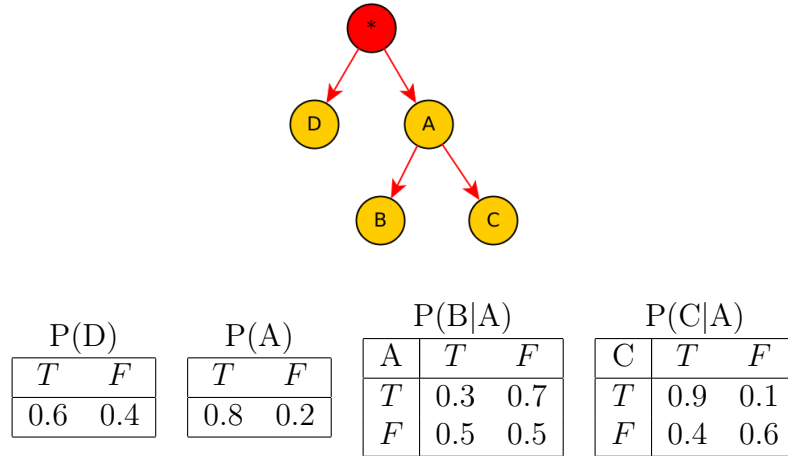 *
D A
B C
P(D) P(A) P(B|A) P(C|A)
T F
0.6 0.4
T F
0.8 0.2
A T F
T 0.3 0.7
F 0.5 0.5
C T F
T 0.9 0.1
F 0.4 0.6